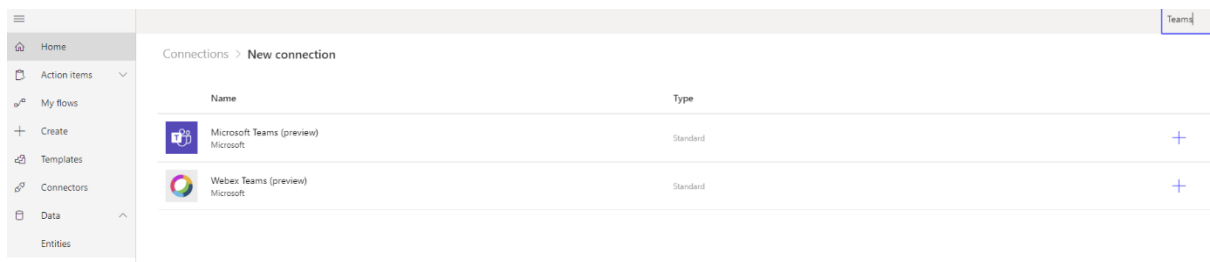 Teams
Home
Connections > New connection
Action items
Name
Type
My flows
Create
Microsoft Teams (preview)
Standard
Microsoft
Templates
Connectors
Webex Teams (preview)
Standard
Microsoft
Data
Entities